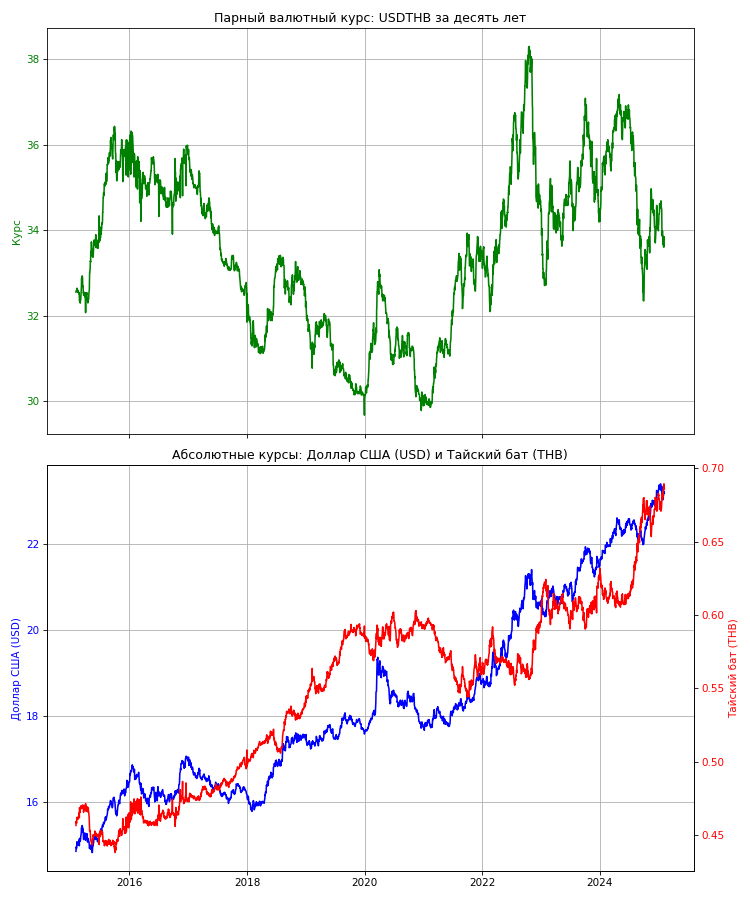 Парный валютный курс: USDTHB за десять лет
38
36
34
32
30
Курс
Абсолютные курсы: Доллар США (USD) и Тайский бат (THB)
22
20
18
16
Доллар США (USD)
0.70
0.65
0.60
0.55
0.50
0.45
Тайский бат (THB)
2016 2018 2020 2022 2024